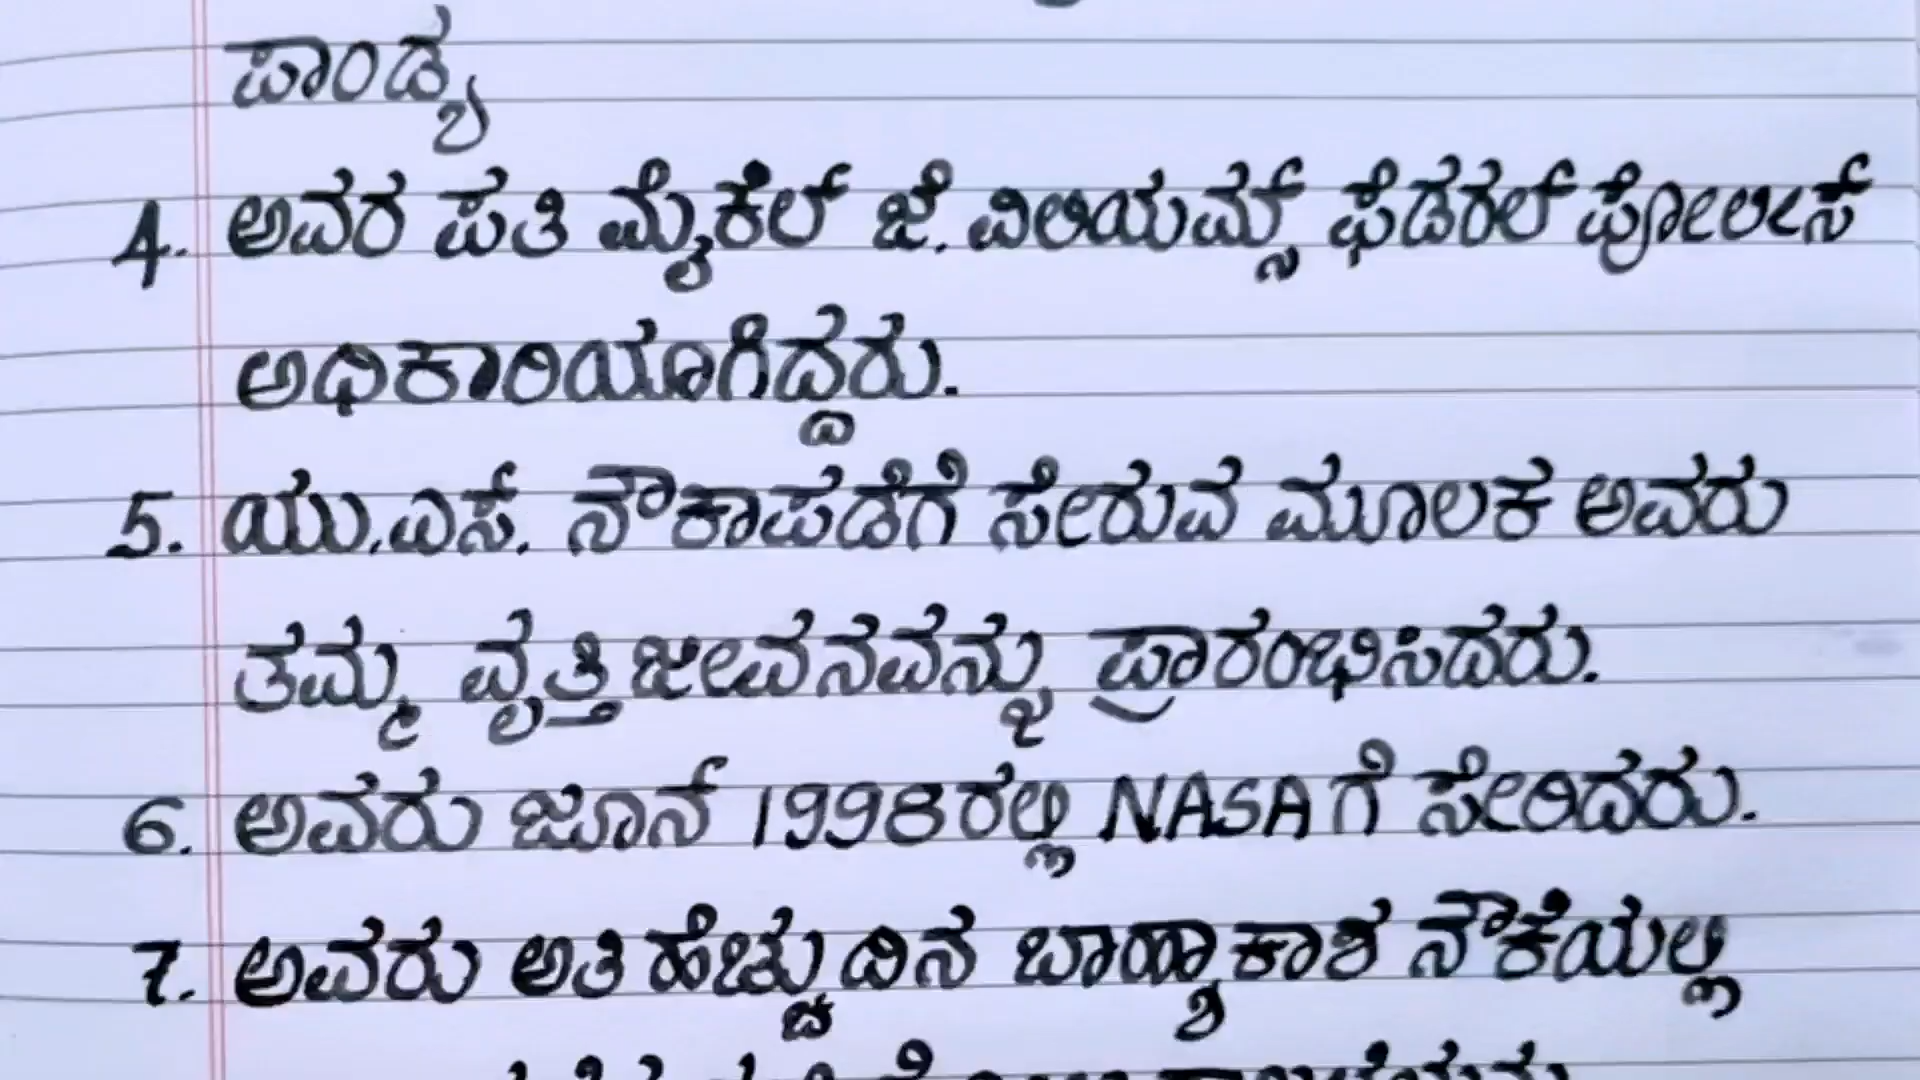 ಪಾಂಡ್ಯ
4. ಅವರ ಪತಿ ಮೈಕೆಲ್ ಜೆ. ವಿಲಿಯಮ್ಸ್ ಫೆಡೆರಲ್ ಪೋಲೀಸ್
ಅಧಿಕಾರಿಯಾಗಿದ್ದರು.
5. ಯು.ಎಸ್. ನೌಕಾಪಡೆಗೆ ಸೇರುವ ಮೂಲಕ ಅವರು
ತಮ್ಮ ವೃತ್ತಿಜೀವನವನ್ನು ಪ್ರಾರಂಭಿಸಿದರು.
6. ಅವರು ಜೂನ್ 1998ರಲ್ಲಿ NASAಗೆ ಸೇರಿದರು.
7. ಅವರು ಅತಿ ಹೆಚ್ಚು ದಿನ ಬಾಹ್ಯಾಕಾಶ ನೌಕೆಯಲ್ಲಿ